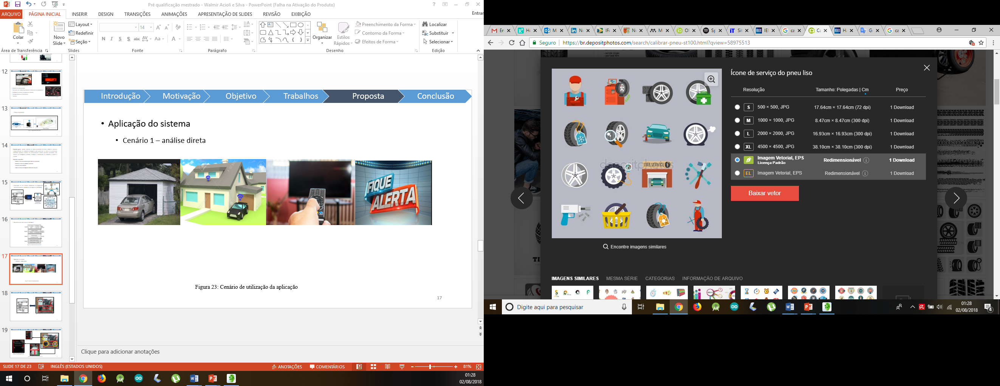 Pré qualificação mestrado - Walmir Acioli e Silva - PowerPoint (Falha na Ativação do Produto)
ARQUIVO PÁGINA INICIAL INSERIR DESIGN TRANSIÇÕES ANIMAÇÕES APRESENTAÇÃO DE SLIDES REVISÃO EXIBIÇÃO Entrar
Colar
Novo
Slide
Layout
Redefinir
Seção
14
N I S S abc AV Aa A
Organizar
Estilos
Rápidos
Preenchimento da Forma
Contorno da Forma
Efeitos de Forma
Localizar
Substituir
Selecionar
Área de Transferência Slides Fonte Parágrafo Desenho Edição
12
13
14
15
16
17
18
19
Introdução Motivação Objetivo Trabalhos Proposta Conclusão
• Aplicação do sistema
• Cenário 1 – análise direta
FIQUE
ALERTA
Figura 23: Cenário de utilização da aplicação
17
Clique para adicionar anotações
SLIDE 17 DE 23 INGLÊS (ESTADOS UNIDOS) ANOTAÇÕES COMENTÁRIOS 81%
01:28
02/08/2018
Seguro https://br.depositphotos.com/search/calibrar-pneu-st100.html?qview=58975513
Ícone de serviço do pneu liso
Resolução Tamanho: Polegadas | Cm Preço
S 500 × 500, JPG 17.64cm × 17.64cm (72 dpi) 1 Download
M 1000 × 1000, JPG 8.47cm × 8.47cm (300 dpi) 1 Download
L 2000 × 2000, JPG 16.93cm × 16.93cm (300 dpi) 1 Download
XL 4500 × 4500, JPG 38.10cm × 38.10cm (300 dpi) 1 Download
Imagem Vetorial, EPS Redimensionável 1 Download
Licença Padrão
EL Imagem Vetorial, EPS Redimensionável 1 Download
Baixar vetor
depositphotos
TIRE SERVICE
Encontre imagens similares
IMAGENS SIMILARES MESMA SÉRIE CATEGORIAS INFORMAÇÃO DE ARQUIVO
Digite aqui para pesquisar
01:28
02/08/2018
4